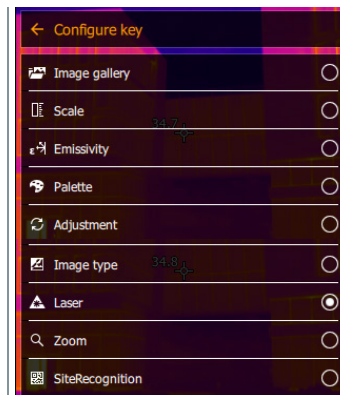 ← Configure key
Image gallery
Scale
34.7
ε Emissivity
Palette
Adjustment
Image type
34.8
Laser
Zoom
SiteRecognition